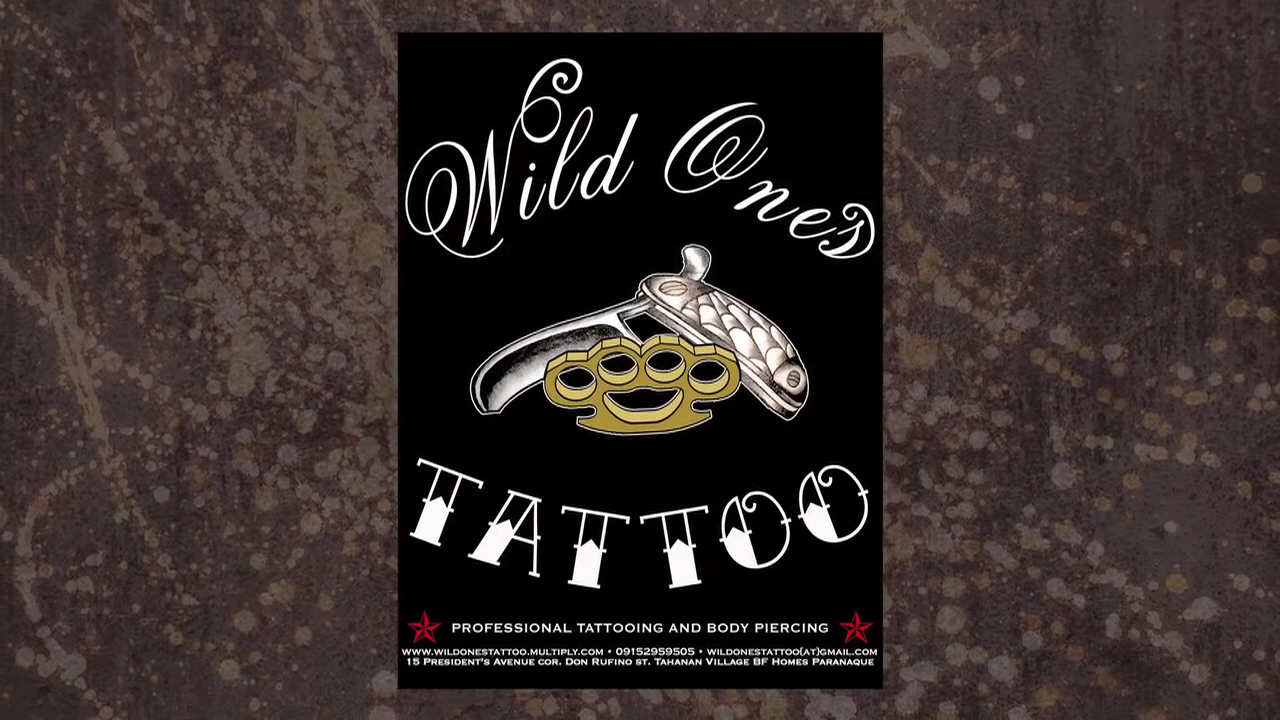 Wild Ones
TATTOO
PROFESSIONAL TATTOOING AND BODY PIERCING
WWW.WILDONESTATTOO.MULTIPLY.COM • 09152959505 • WILDONESTATTOO[AT]GMAIL.COM
15 PRESIDENT'S AVENUE COR. DON RUFINO ST. TAHANAN VILLAGE BF HOMES PARANAQUE